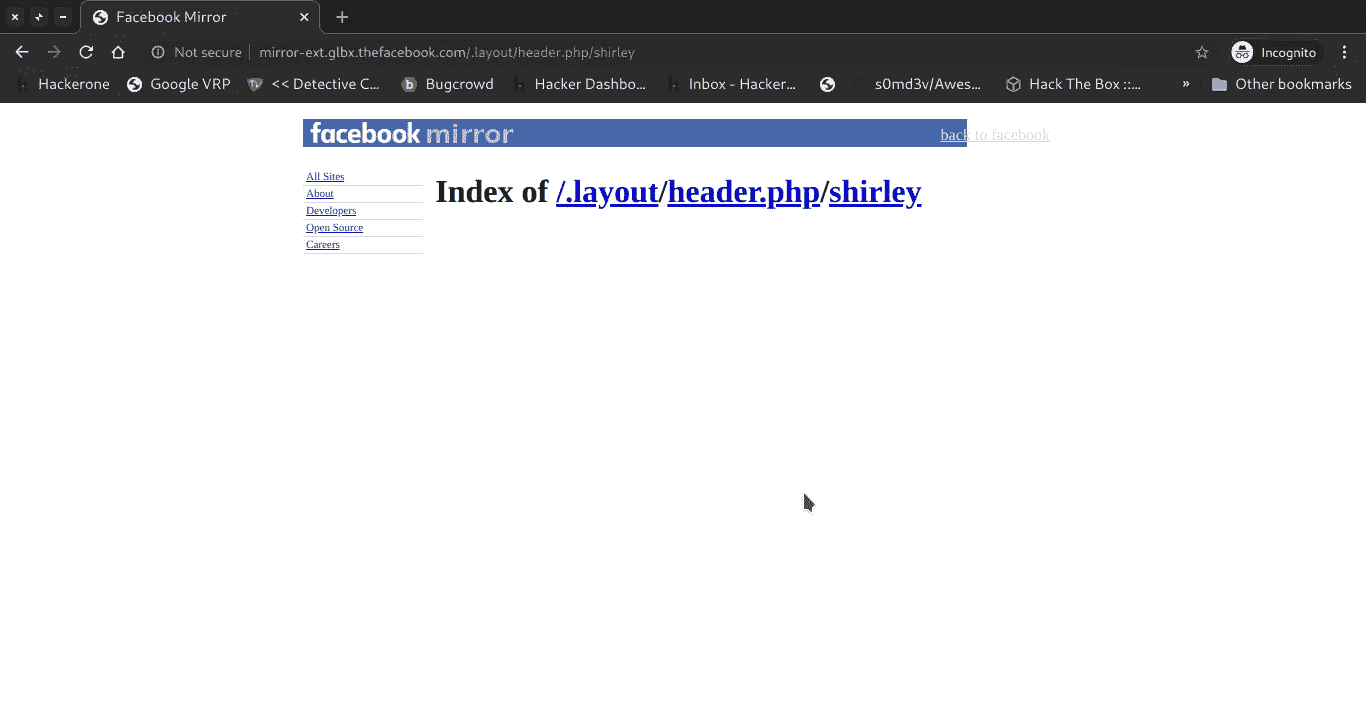 Facebook Mirror
Not secure mirror-ext.glbx.thefacebook.com/.layout/header.php/shirley Incognito
Hackerone Google VRP << Detective C... Bugcrowd Hacker Dashbo... Inbox - Hacker... s0md3v/Awes... Hack The Box ::... » Other bookmarks
facebook mirror back to facebook
All Sites
About
Developers
Open Source
Careers
Index of /.layout/header.php/shirley